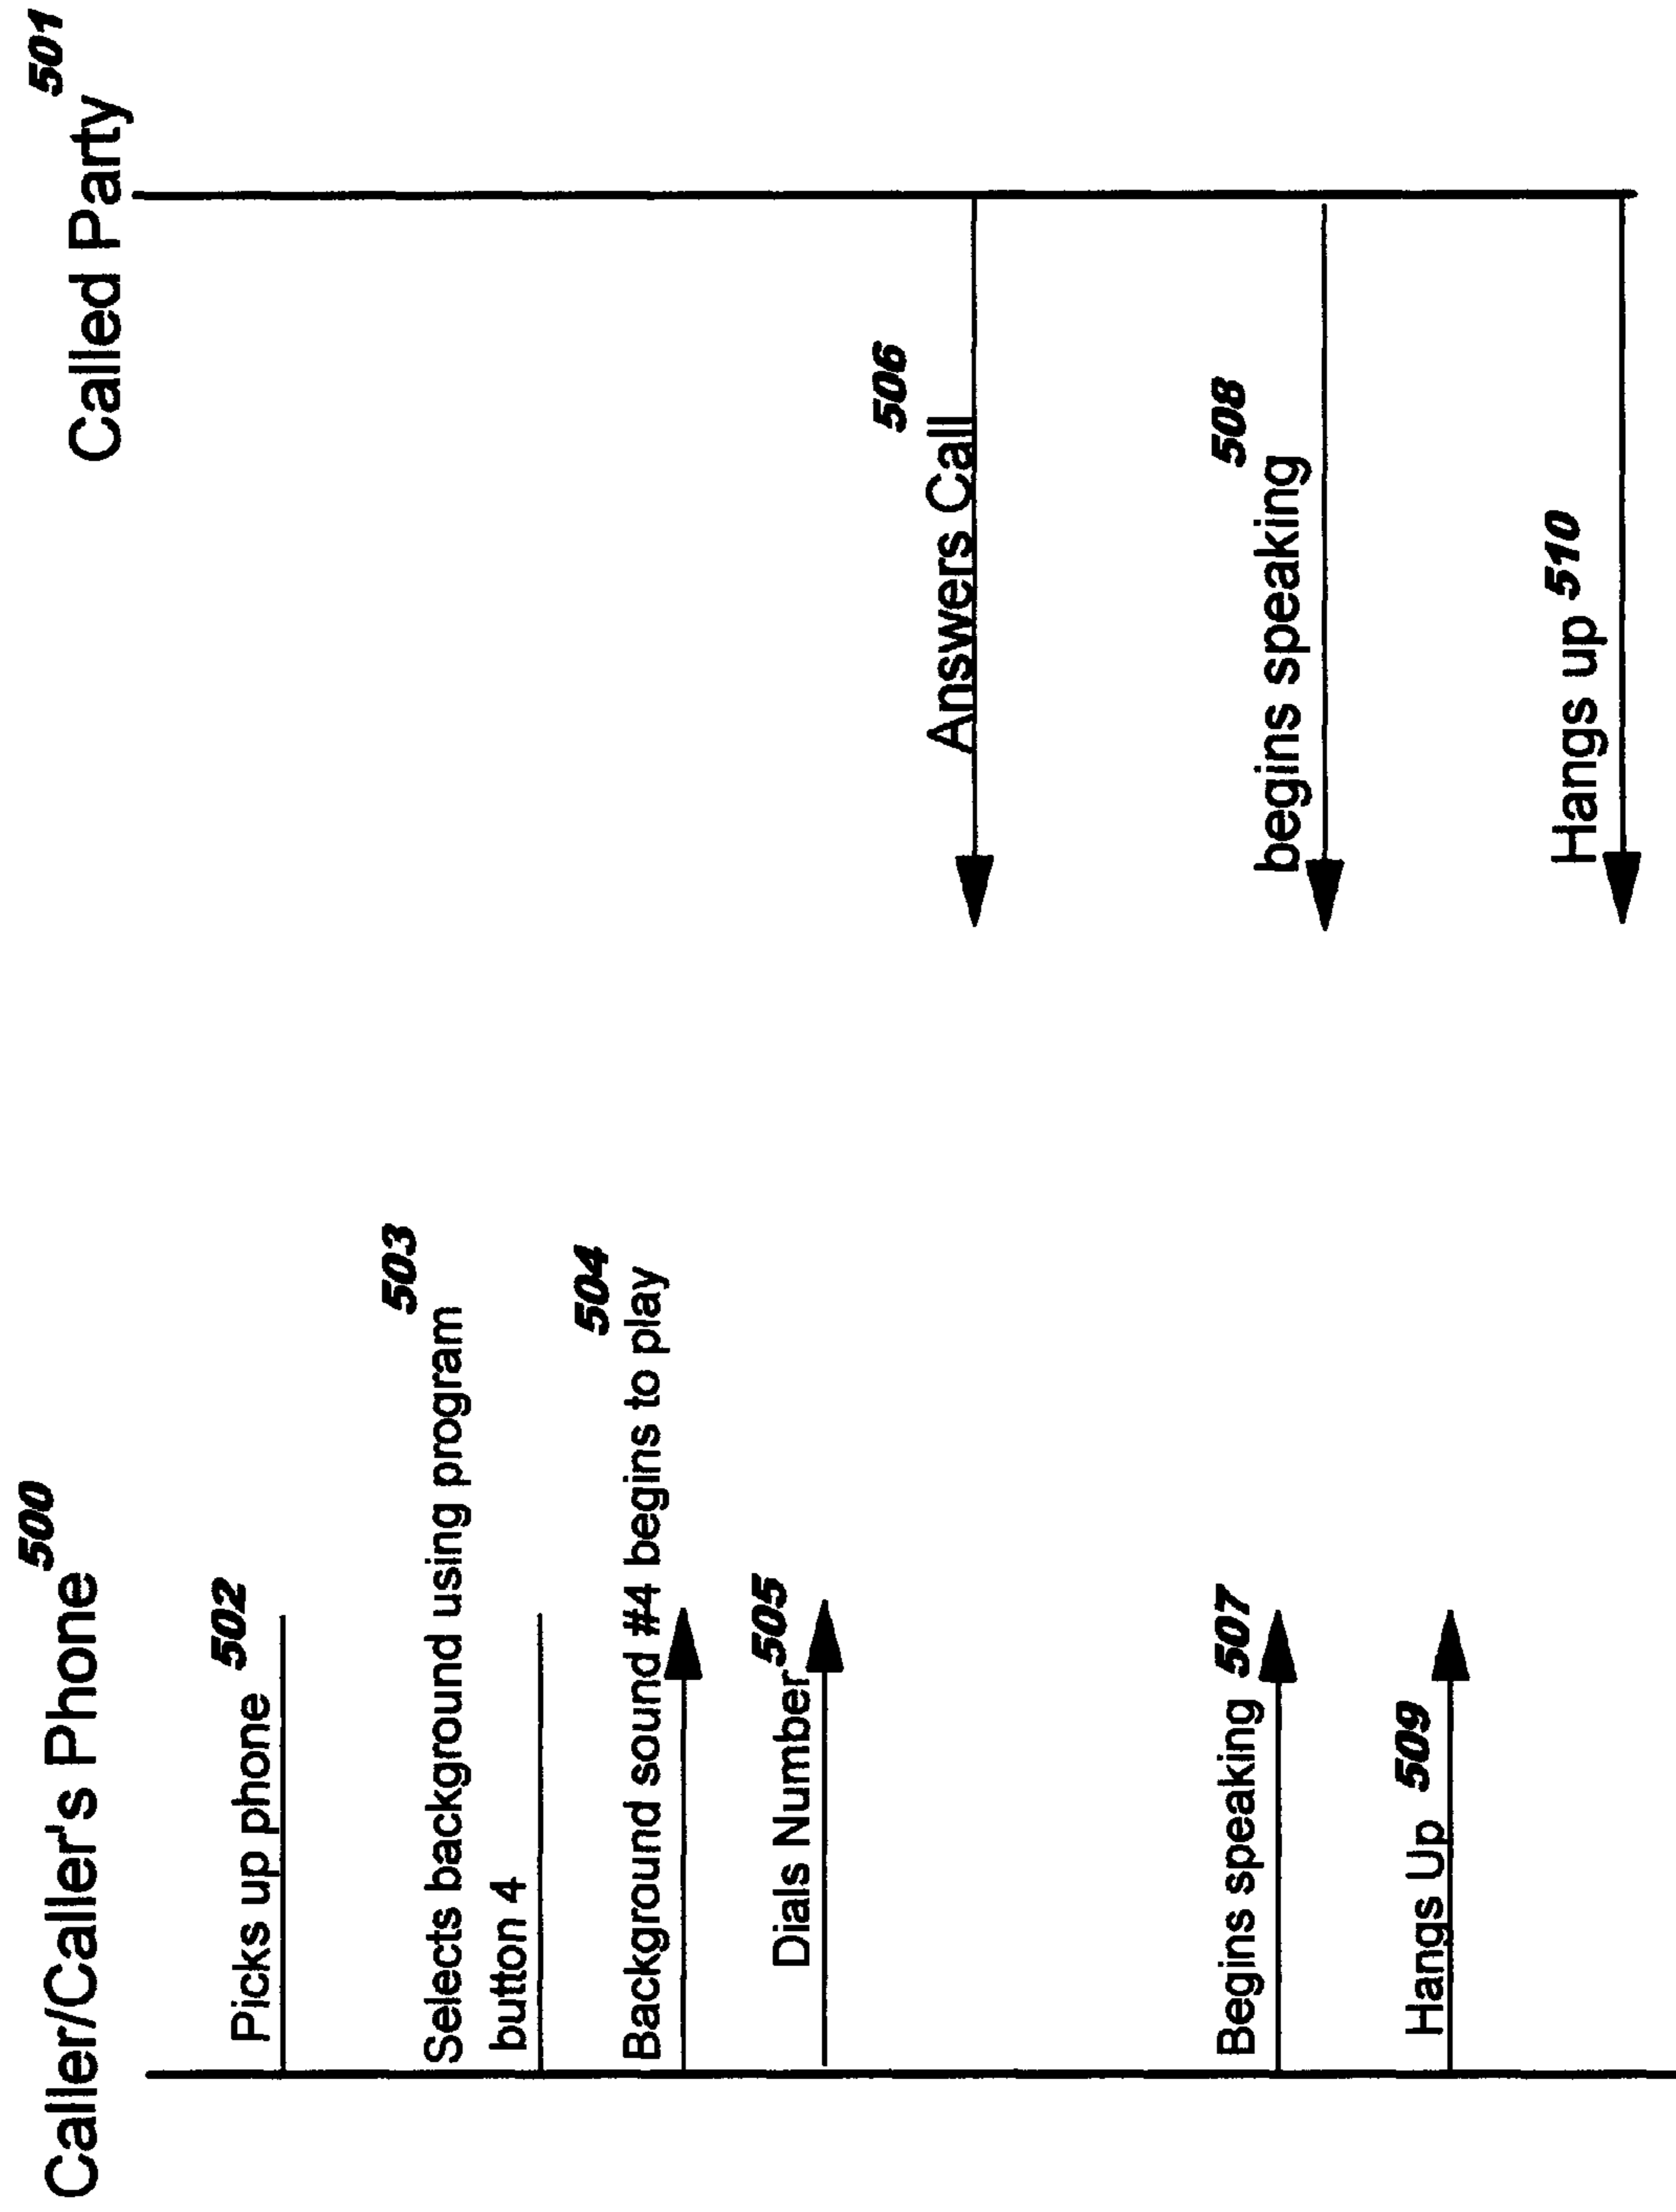 Caller/Caller's Phone 500
Called Party 501
Picks up phone 502
Selects background using program 503
button 4
Background sound #4 begins to play 504
Dials Number 505
Answers Call 506
Begins speaking 507
begins speaking 508
Hangs Up 509
Hangs up 510